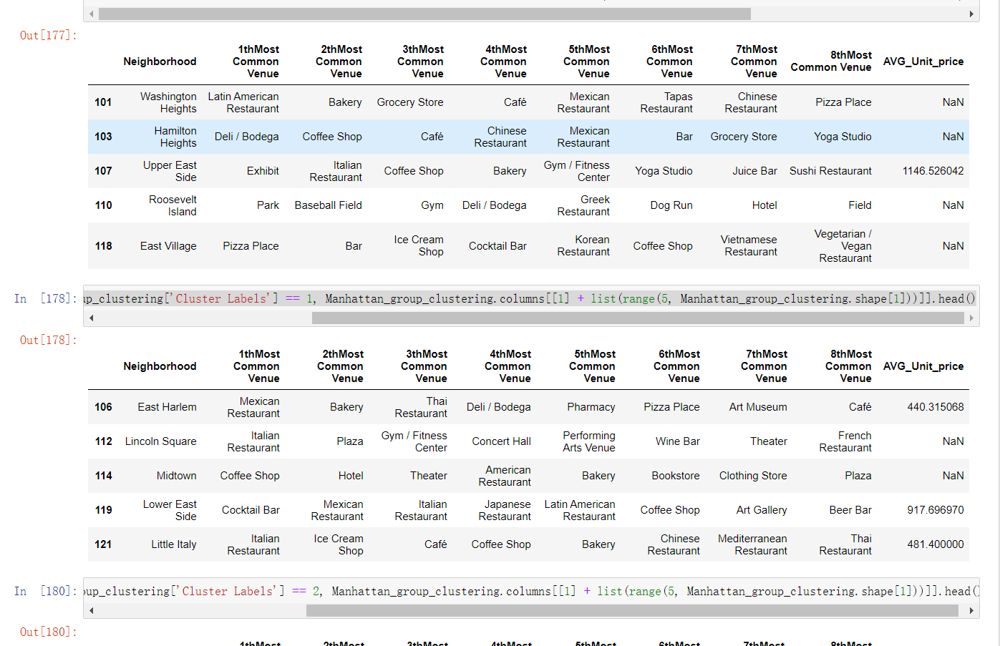 Out[177]:
Neighborhood 1thMost Common Venue 2thMost Common Venue 3thMost Common Venue 4thMost Common Venue 5thMost Common Venue 6thMost Common Venue 7thMost Common Venue 8thMost Common Venue AVG_Unit_price
101 Washington Heights Latin American Restaurant Bakery Grocery Store Café Mexican Restaurant Tapas Restaurant Chinese Restaurant Pizza Place NaN
103 Hamilton Heights Deli / Bodega Coffee Shop Café Chinese Restaurant Mexican Restaurant Bar Grocery Store Yoga Studio NaN
107 Upper East Side Exhibit Italian Restaurant Coffee Shop Bakery Gym / Fitness Center Yoga Studio Juice Bar Sushi Restaurant 1146.526042
110 Roosevelt Island Park Baseball Field Gym Deli / Bodega Greek Restaurant Dog Run Hotel Field NaN
118 East Village Pizza Place Bar Ice Cream Shop Cocktail Bar Korean Restaurant Coffee Shop Vietnamese Restaurant Vegetarian / Vegan Restaurant NaN
In [178]: up_clustering['Cluster Labels'] == 1, Manhattan_group_clustering.columns[[1] + list(range(5, Manhattan_group_clustering.shape[1]))]].head()
Out[178]:
Neighborhood 1thMost Common Venue 2thMost Common Venue 3thMost Common Venue 4thMost Common Venue 5thMost Common Venue 6thMost Common Venue 7thMost Common Venue 8thMost Common Venue AVG_Unit_price
106 East Harlem Mexican Restaurant Bakery Thai Restaurant Deli / Bodega Pharmacy Pizza Place Art Museum Café 440.315068
112 Lincoln Square Italian Restaurant Plaza Gym / Fitness Center Concert Hall Performing Arts Venue Wine Bar Theater French Restaurant NaN
114 Midtown Coffee Shop Hotel Theater American Restaurant Bakery Bookstore Clothing Store Plaza NaN
119 Lower East Side Cocktail Bar Mexican Restaurant Italian Restaurant Japanese Restaurant Latin American Restaurant Coffee Shop Art Gallery Beer Bar 917.696970
121 Little Italy Italian Restaurant Ice Cream Shop Café Coffee Shop Bakery Chinese Restaurant Mediterranean Restaurant Thai Restaurant 481.400000
In [180]: oup_clustering['Cluster Labels'] == 2, Manhattan_group_clustering.columns[[1] + list(range(5, Manhattan_group_clustering.shape[1]))]].head()
Out[180]:
1thMost 2thMost 3thMost 4thMost 5thMost 6thMost 7thMost 8thMost